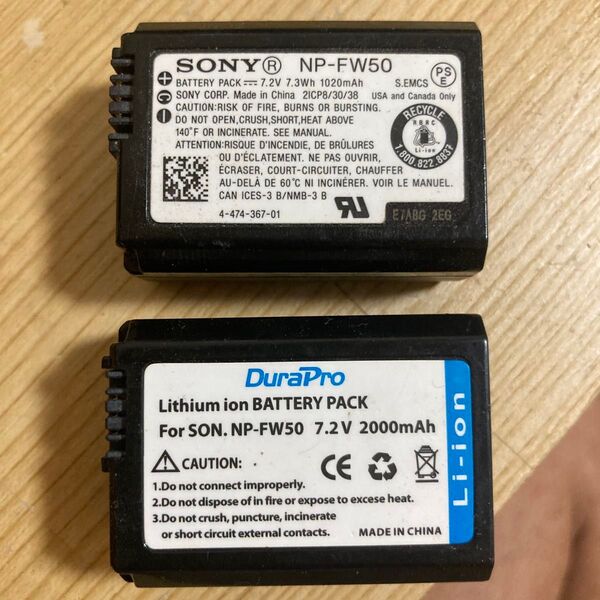 SONY® NP-FW50
BATTERY PACK 7.2V 7.3Wh 1020mAh S.EMCS
SONY CORP. Made in China 2ICP8/30/38 USA and Canada Only
PS
E
CAUTION:RISK OF FIRE, BURNS OR BURSTING.
DO NOT OPEN,CRUSH,SHORT,HEAT ABOVE
140°F OR INCINERATE. SEE MANUAL.
ATTENTION:RISQUE D'INCENDIE, DE BRÛLURES
OU D'ÉCLATEMENT. NE PAS OUVRIR,
ÉCRASER, COURT-CIRCUITER, CHAUFFER
AU-DESSUS DE 60°C NI INCINÉRER. VOIR LE MANUEL.
CAN ICES-3 B/NMB-3 B
4-474-367-01
RECYCLE
RBRC
Li-ion
1.800.822.8837
E7ABG 2EG
DuraPro
Lithium ion BATTERY PACK
For SON. NP-FW50 7.2V 2000mAh
CAUTION:
CE
1.Do not connect improperly.
2.Do not dispose of in fire or expose to excess heat.
3.Do not crush, puncture, incinerate
or short circuit external contacts.
MADE IN CHINA
Li-ion